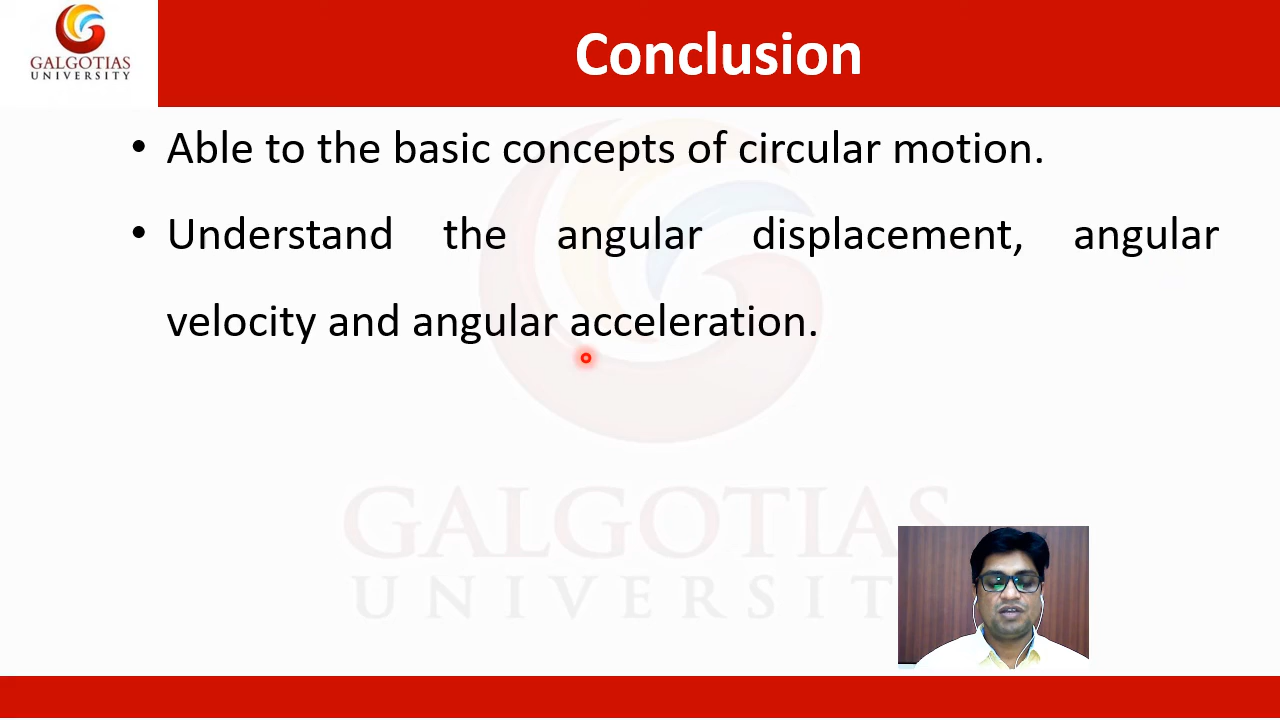 GALGOTIAS
UNIVERSITY
Conclusion
• Able to the basic concepts of circular motion.
• Understand the angular displacement, angular
velocity and angular acceleration.
GALGOTIAS
UNIVERSIT